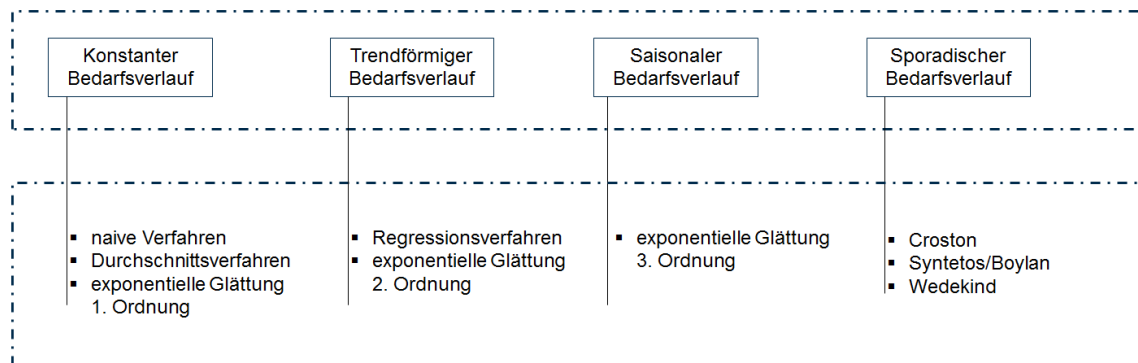 Konstanter
Bedarfsverlauf
Trendförmiger
Bedarfsverlauf
Saisonaler
Bedarfsverlauf
Sporadischer
Bedarfsverlauf
▪ naive Verfahren
▪ Durchschnittsverfahren
▪ exponentielle Glättung
1. Ordnung
▪ Regressionsverfahren
▪ exponentielle Glättung
2. Ordnung
▪ exponentielle Glättung
3. Ordnung
▪ Croston
▪ Syntetos/Boylan
▪ Wedekind